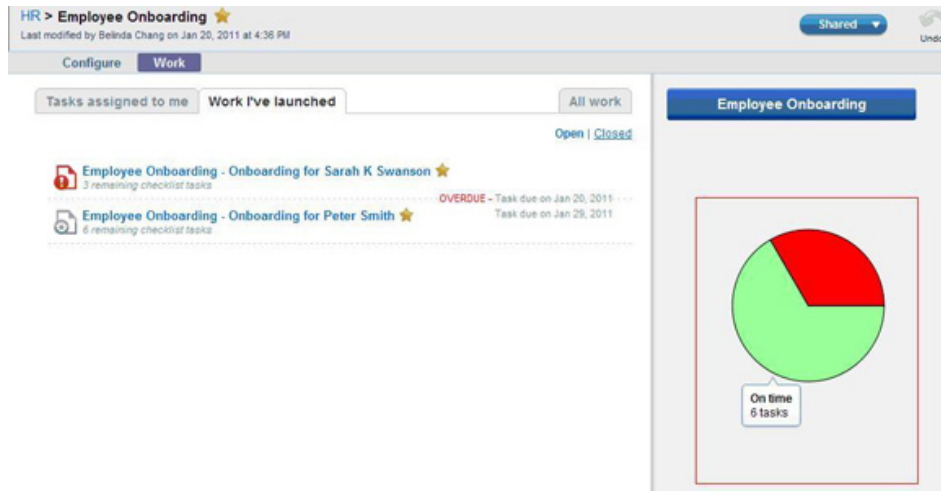 HR > Employee Onboarding
Last modified by Belinda Chang on Jan 20, 2011 at 4:36 PM
Shared
Undo
Configure
Work
Tasks assigned to me
Work I've launched
All work
Open | Closed
Employee Onboarding - Onboarding for Sarah K Swanson
3 remaining checklist tasks
OVERDUE - Task due on Jan 20, 2011
Employee Onboarding - Onboarding for Peter Smith
Task due on Jan 29, 2011
6 remaining checklist tasks
Employee Onboarding
On time
6 tasks